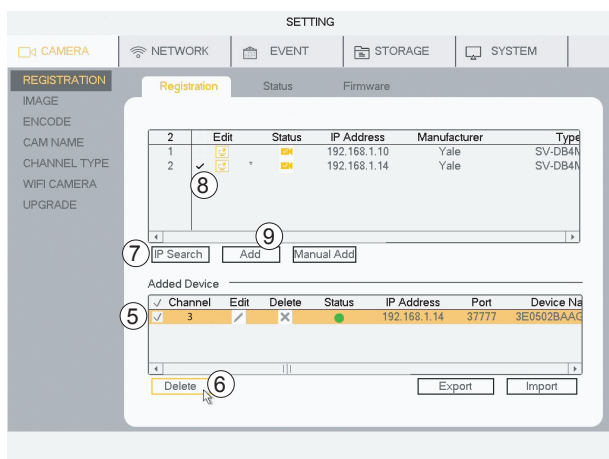 SETTING
CAMERA NETWORK EVENT STORAGE SYSTEM
REGISTRATION
IMAGE
ENCODE
CAM NAME
CHANNEL TYPE
WIFI CAMERA
UPGRADE
Registration Status Firmware
2 Edit Status IP Address Manufacturer Type
1 192.168.1.10 Yale SV-DB4M
2 192.168.1.14 Yale SV-DB4M
8
7 IP Search Add 9 Manual Add
Added Device
Channel Edit Delete Status IP Address Port Device Na
5 3 192.168.1.14 37777 3E0502BAAG
Delete 6 Export Import